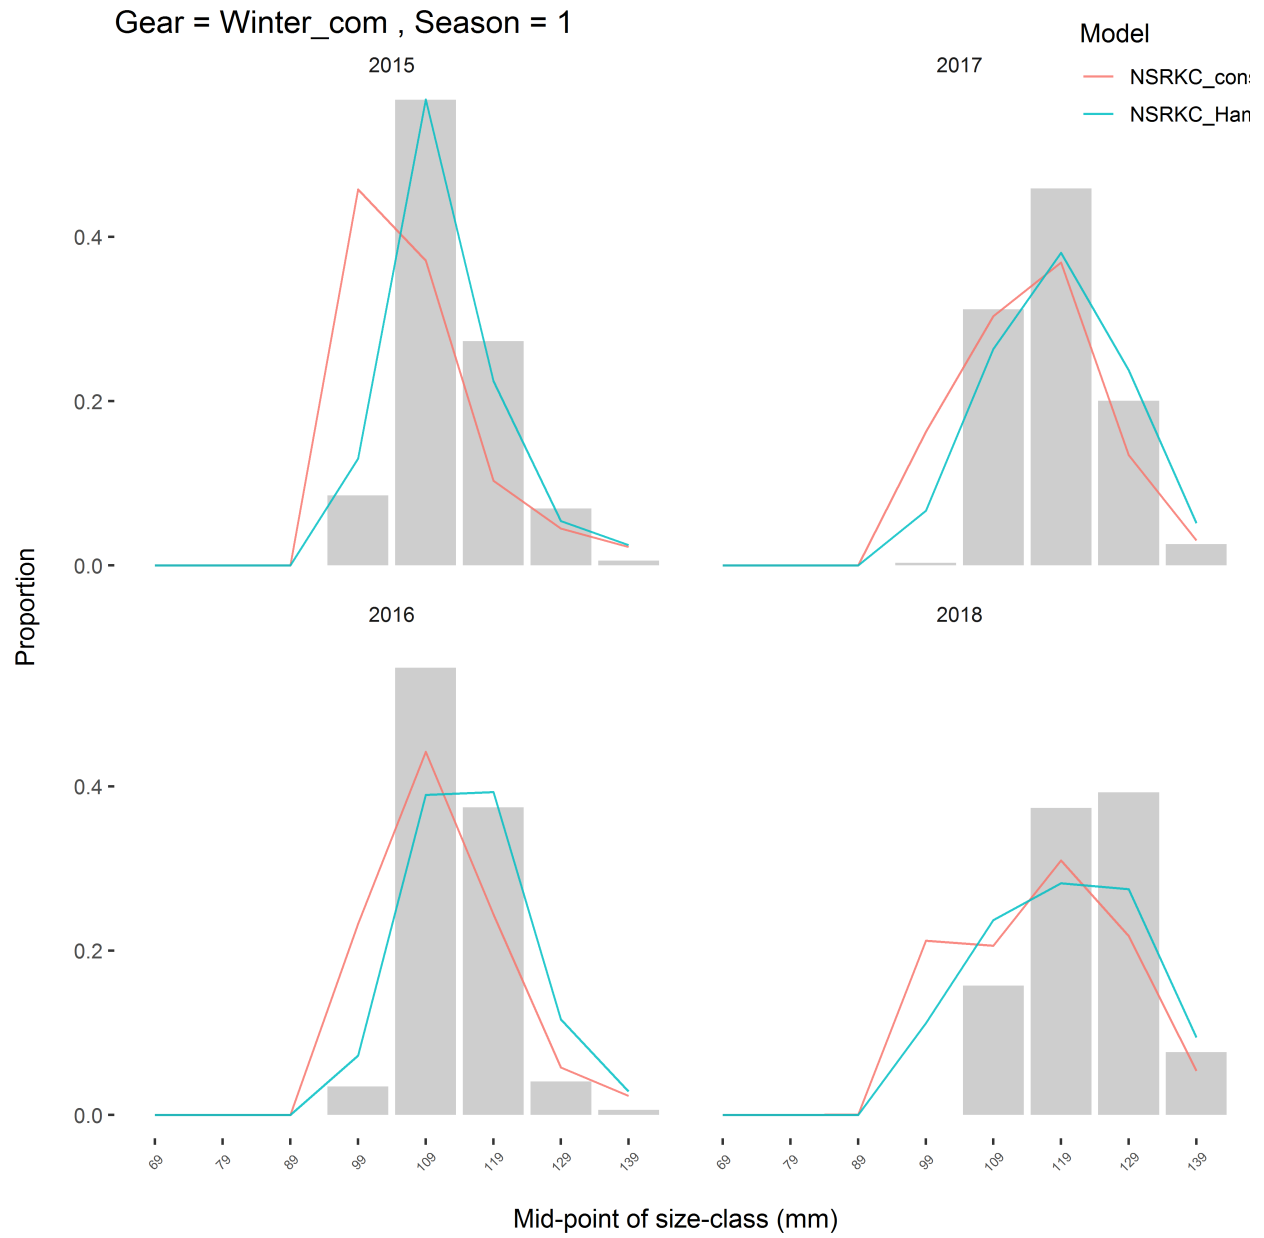 Gear = Winter_com , Season = 1
Model
NSRKC_con
NSRKC_Han
2015
2017
0.4
0.2
0.0
2016
2018
0.4
0.2
0.0
Proportion
69 79 89 99 109 119 129 139
69 79 89 99 109 119 129 139
Mid-point of size-class (mm)